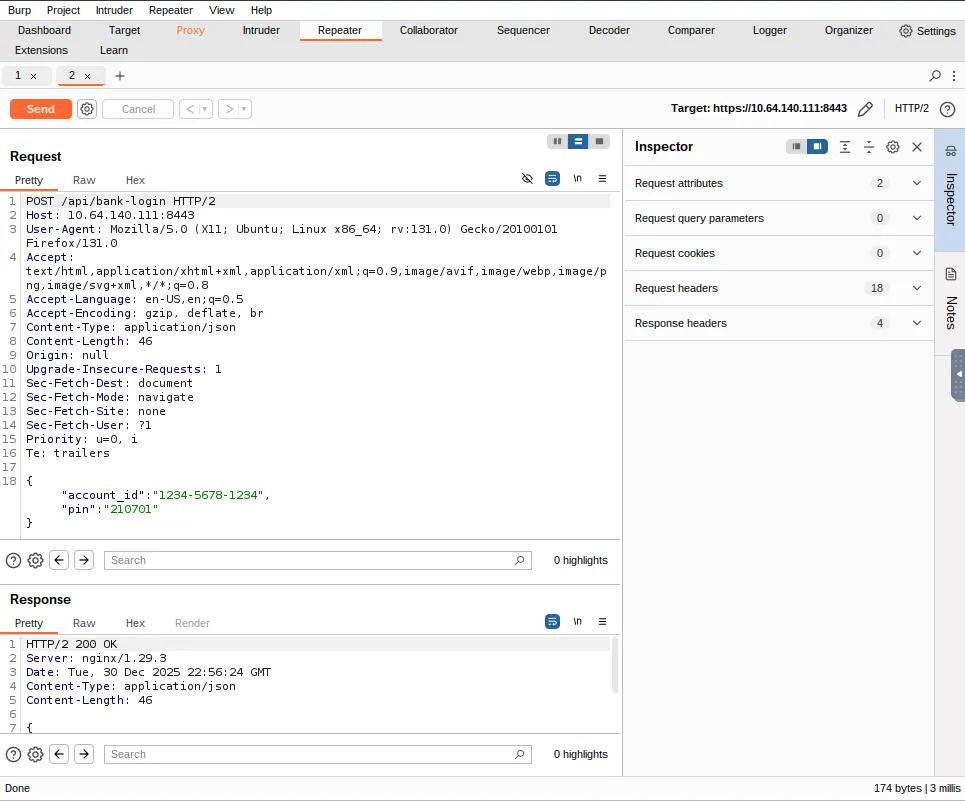 Burp Project Intruder Repeater View Help
Dashboard Target Proxy Intruder Repeater Collaborator Sequencer Decoder Comparer Logger Organizer Settings
Extensions Learn
1 × 2 × +
Send Cancel < > Target: https://10.64.140.111:8443 HTTP/2 ?
Request
Pretty Raw Hex \n
1 POST /api/bank-login HTTP/2
2 Host: 10.64.140.111:8443
3 User-Agent: Mozilla/5.0 (X11; Ubuntu; Linux x86_64; rv:131.0) Gecko/20100101
Firefox/131.0
4 Accept:
text/html,application/xhtml+xml,application/xml;q=0.9,image/avif,image/webp,image/p
ng,image/svg+xml,*/*;q=0.8
5 Accept-Language: en-US,en;q=0.5
6 Accept-Encoding: gzip, deflate, br
7 Content-Type: application/json
8 Content-Length: 46
9 Origin: null
10 Upgrade-Insecure-Requests: 1
11 Sec-Fetch-Dest: document
12 Sec-Fetch-Mode: navigate
13 Sec-Fetch-Site: none
14 Sec-Fetch-User: ?1
15 Priority: u=0, i
16 Te: trailers
17
18 {
"account_id":"1234-5678-1234",
"pin":"210701"
}
? Search 0 highlights
Response
Pretty Raw Hex Render \n
1 HTTP/2 200 OK
2 Server: nginx/1.29.3
3 Date: Tue, 30 Dec 2025 22:56:24 GMT
4 Content-Type: application/json
5 Content-Length: 46
6
7 {
? Search 0 highlights
Inspector
Request attributes 2
Request query parameters 0
Request cookies 0
Request headers 18
Response headers 4
Inspector
Notes
Done 174 bytes | 3 millis